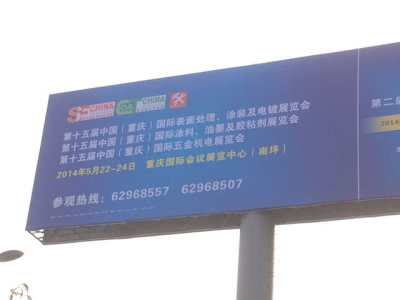 SFCHINA CHINA
第十五届中国（重庆）国际表面处理、涂装及电镀展览会
第十五届中国（重庆）国际涂料、油墨及胶粘剂展览会
第十五届中国（重庆）国际五金机电展览会
2014年5月22-24日 重庆国际会议展览中心（南坪）
参观热线：62968557 62968507
第二
2014